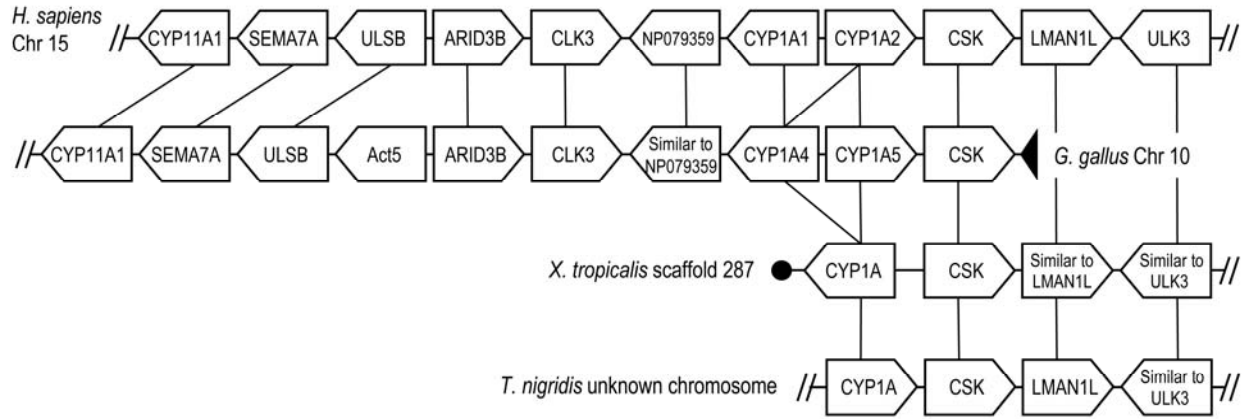 H. sapiens
Chr 15
CYP11A1 SEMA7A ULSB ARID3B CLK3 NP079359 CYP1A1 CYP1A2 CSK LMAN1L ULK3
CYP11A1 SEMA7A ULSB Act5 ARID3B CLK3 Similar to NP079359 CYP1A4 CYP1A5 CSK G. gallus Chr 10
X. tropicalis scaffold 287 CYP1A CSK Similar to LMAN1L Similar to ULK3
T. nigridis unknown chromosome CYP1A CSK LMAN1L Similar to ULK3